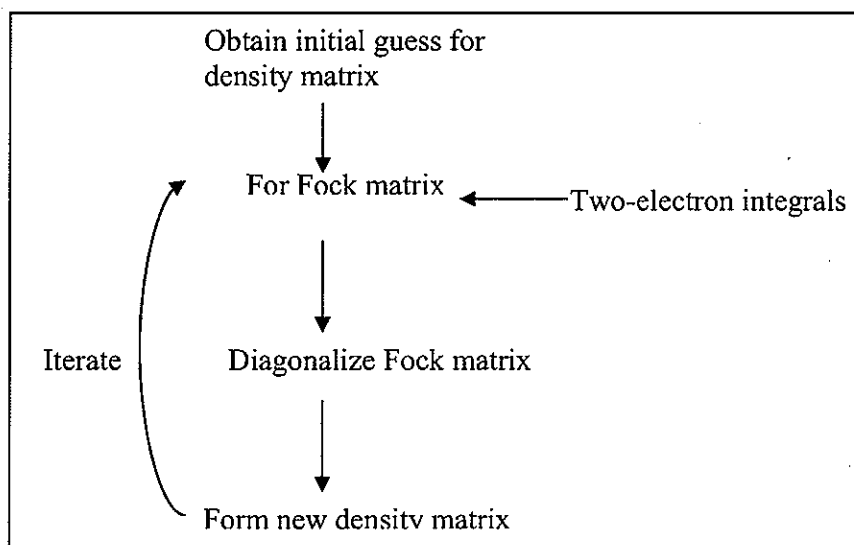 Obtain initial guess for
density matrix
For Fock matrix
Two-electron integrals
Iterate
Diagonalize Fock matrix
Form new density matrix